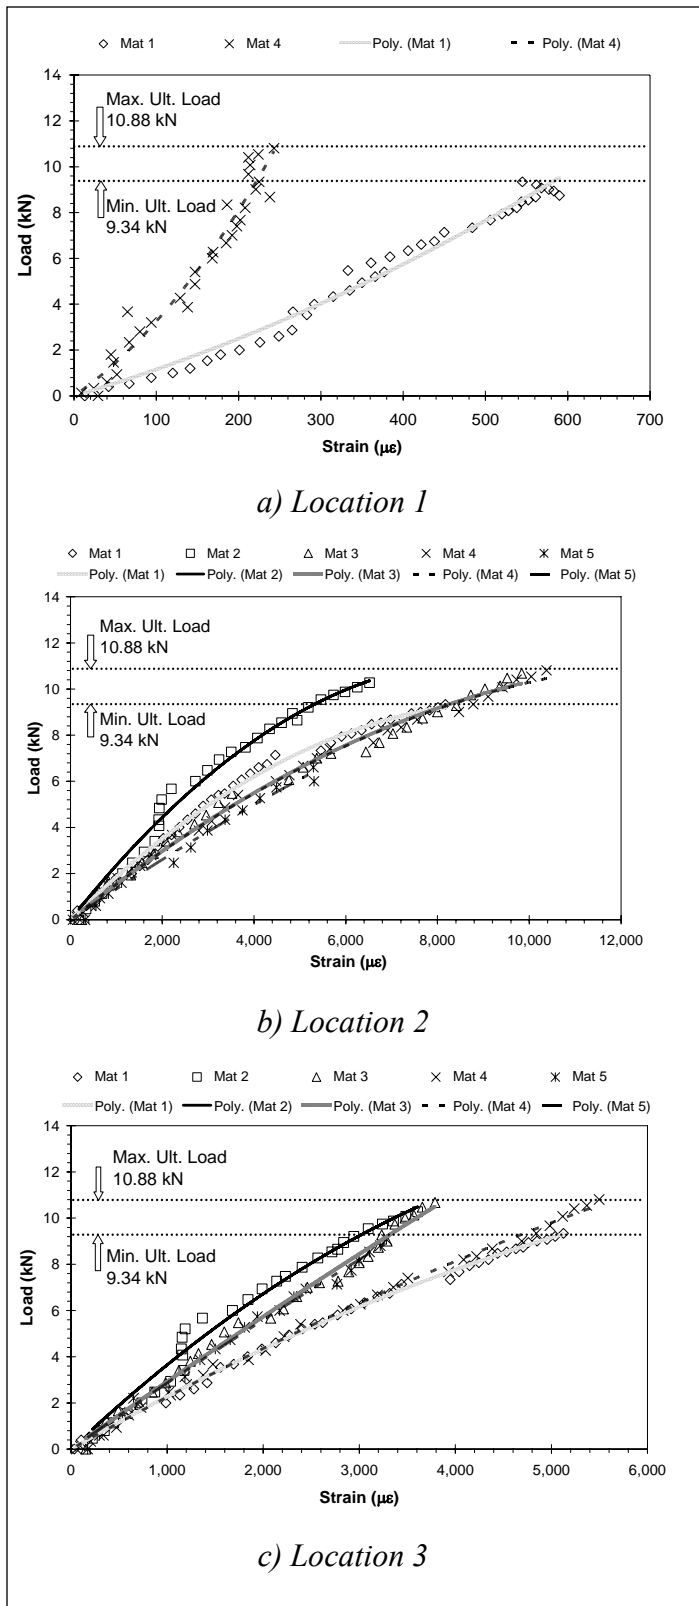 Mat 1 Mat 4 Poly. (Mat 1) Poly. (Mat 4)
14
12
10
8
6
4
2
0
Load (kN)
Max. Ult. Load
10.88 kN
Min. Ult. Load
9.34 kN
0 100 200 300 400 500 600 700
Strain (με)
a) Location 1
Mat 1 Mat 2 Mat 3 Mat 4 Mat 5
Poly. (Mat 1) Poly. (Mat 2) Poly. (Mat 3) Poly. (Mat 4) Poly. (Mat 5)
14
12
10
8
6
4
2
0
Load (kN)
Max. Ult. Load
10.88 kN
Min. Ult. Load
9.34 kN
0 2,000 4,000 6,000 8,000 10,000 12,000
Strain (με)
b) Location 2
Mat 1 Mat 2 Mat 3 Mat 4 Mat 5
Poly. (Mat 1) Poly. (Mat 2) Poly. (Mat 3) Poly. (Mat 4) Poly. (Mat 5)
14
12
10
8
6
4
2
0
Load (kN)
Max. Ult. Load
10.88 kN
Min. Ult. Load
9.34 kN
0 1,000 2,000 3,000 4,000 5,000 6,000
Strain (με)
c) Location 3